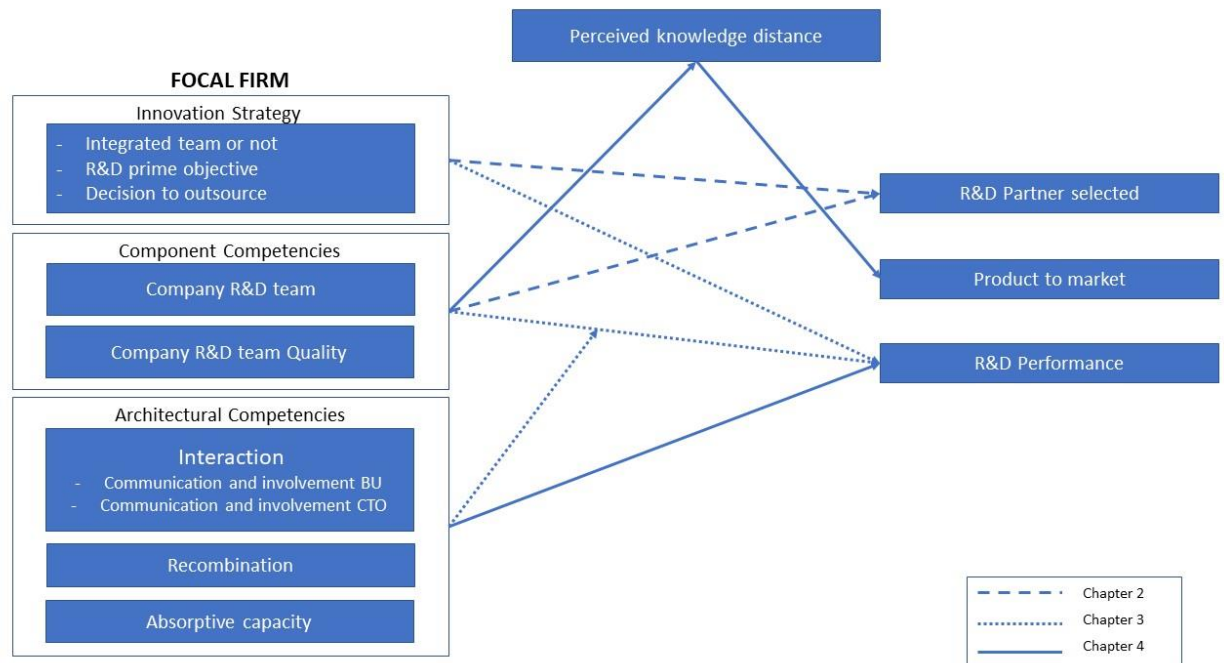 Perceived knowledge distance
FOCAL FIRM
Innovation Strategy
- Integrated team or not
- R&D prime objective
- Decision to outsource
Component Competencies
Company R&D team
Company R&D team Quality
Architectural Competencies
Interaction
- Communication and involvement BU
- Communication and involvement CTO
Recombination
Absorptive capacity
R&D Partner selected
Product to market
R&D Performance
Chapter 2
Chapter 3
Chapter 4